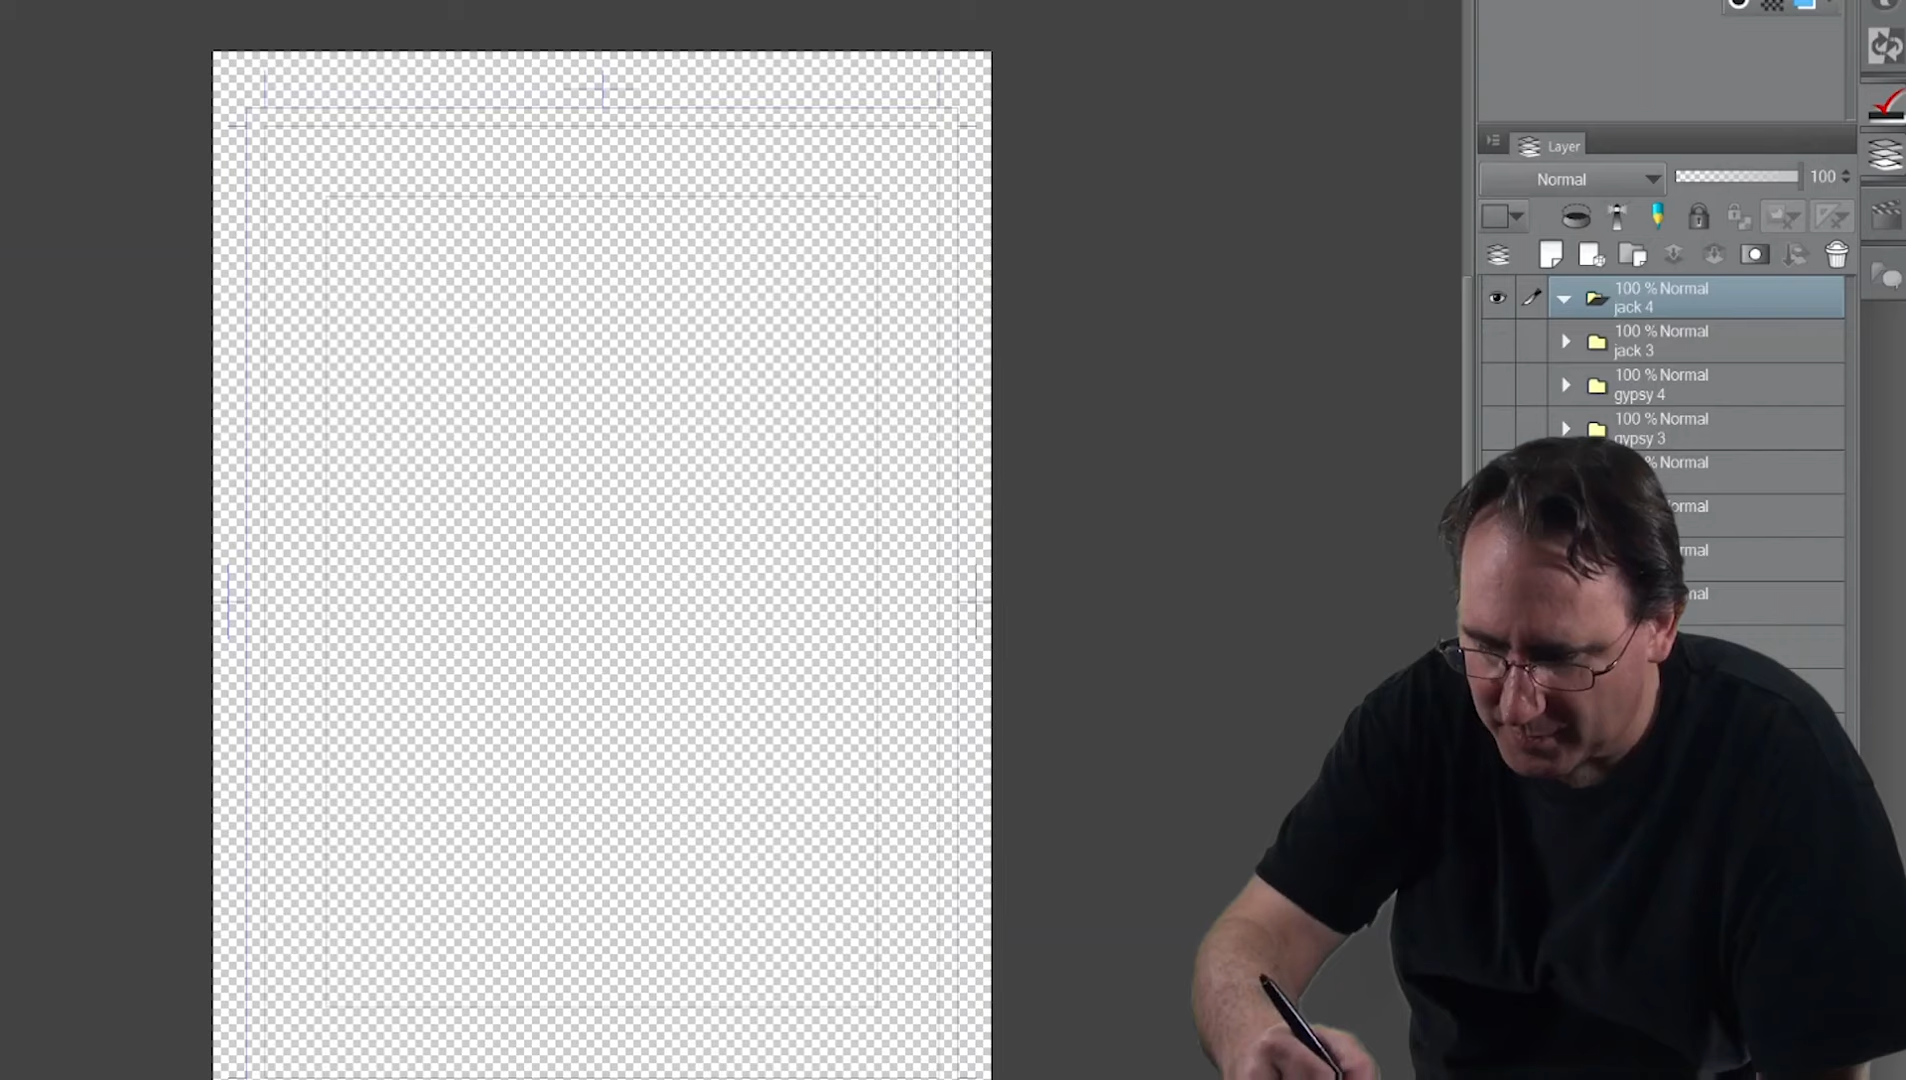 Layer
Normal 100
100 % Normal
jack 4
100 % Normal
jack 3
100 % Normal
gypsy 4
100 % Normal
gypsy 3
% Normal
ormal
rmal
mal